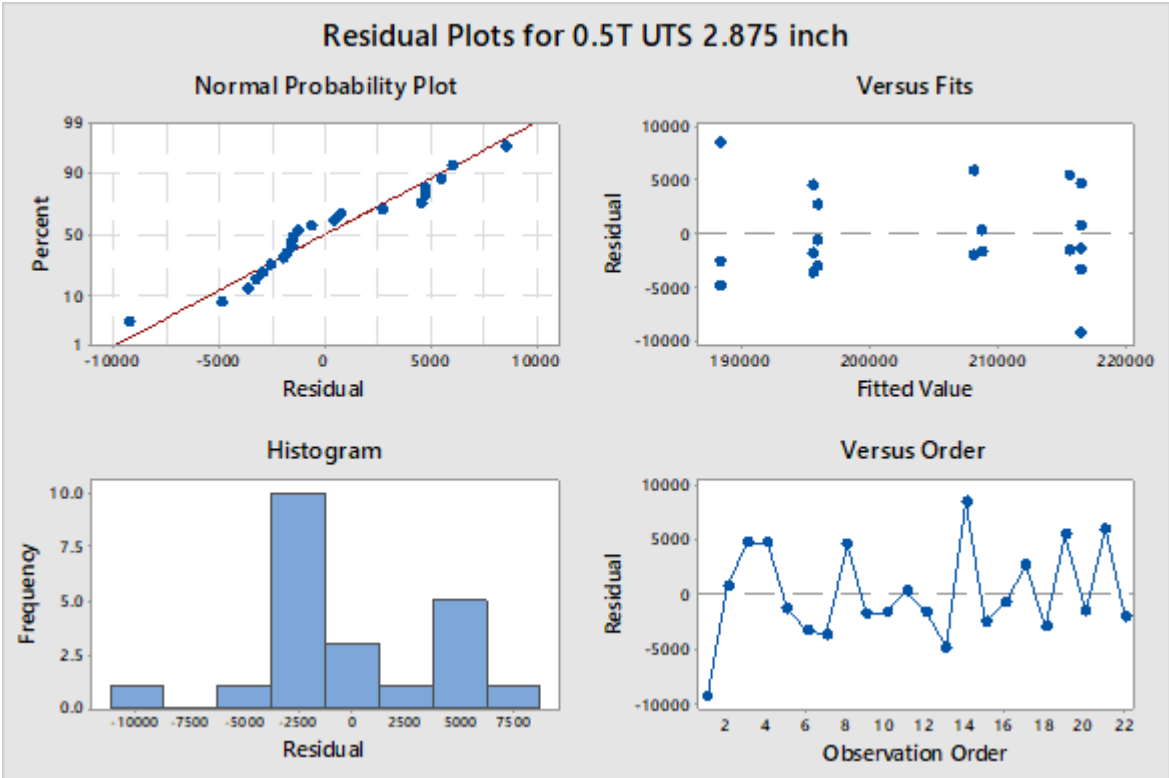 Residual Plots for 0.5T UTS 2.875 inch
Normal Probability Plot
Versus Fits
99
90
50
10
1
Percent
-10000 -5000 0 5000 10000
Residual
10000
5000
0
-5000
-10000
Residual
190000 200000 210000 220000
Fitted Value
Histogram
Versus Order
10.0
7.5
5.0
2.5
0.0
Frequency
-10000 -7500 -5000 -2500 0 2500 5000 7500
Residual
10000
5000
0
-5000
-10000
Residual
2 4 6 8 10 12 14 16 18 20 22
Observation Order